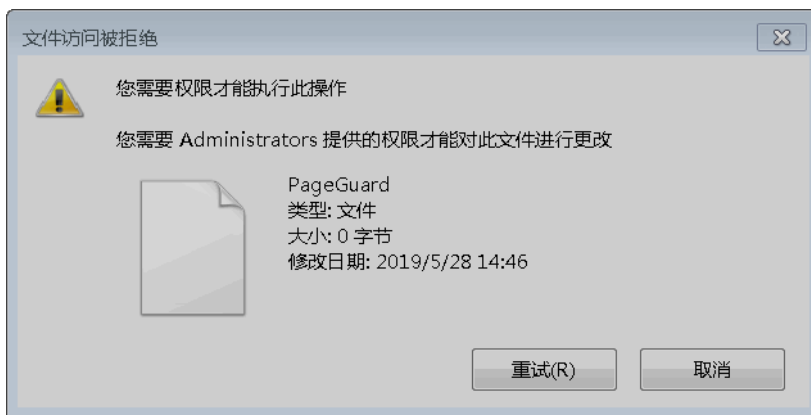 文件访问被拒绝
您需要权限才能执行此操作
您需要 Administrators 提供的权限才能对此文件进行更改
PageGuard
类型: 文件
大小: 0 字节
修改日期: 2019/5/28 14:46
重试(R)
取消